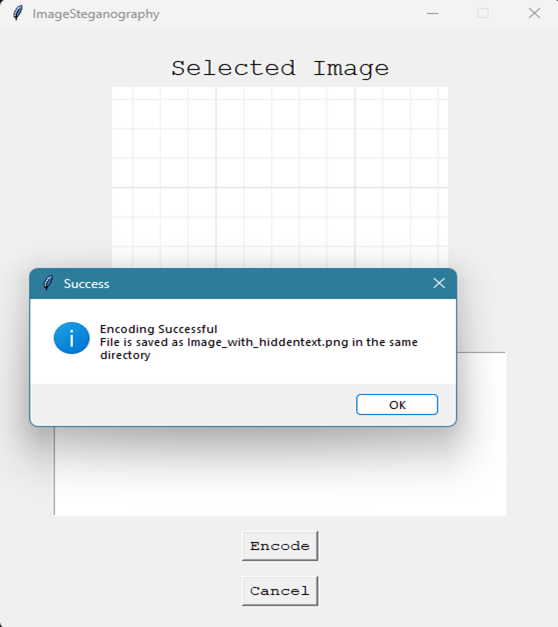 ImageSteganography
Selected Image
Success
Encoding Successful
File is saved as Image_with_hiddentext.png in the same
directory
OK
Encode
Cancel